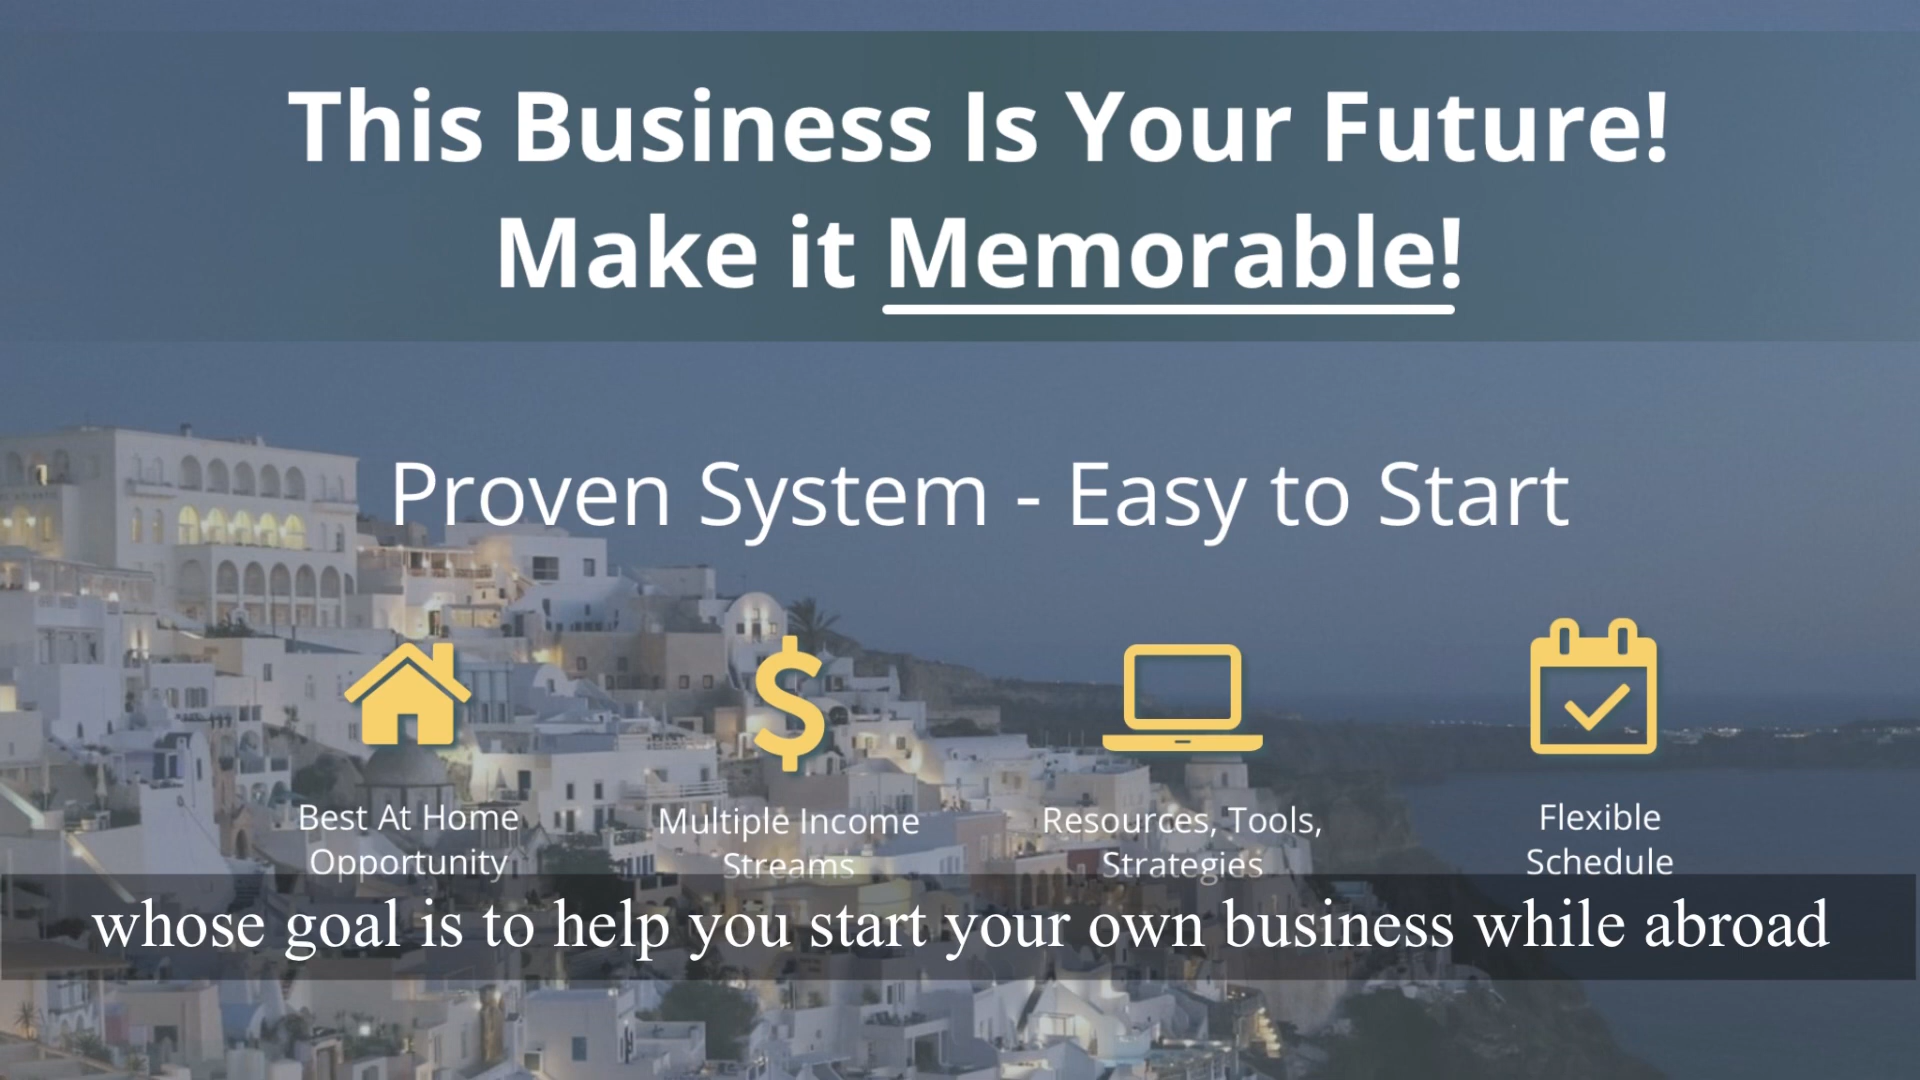 This Business Is Your Future!
Make it Memorable!
Proven System - Easy to Start
Best At Home
Opportunity
Multiple Income
Streams
Resources, Tools,
Strategies
Flexible
Schedule
whose goal is to help you start your own business while abroad